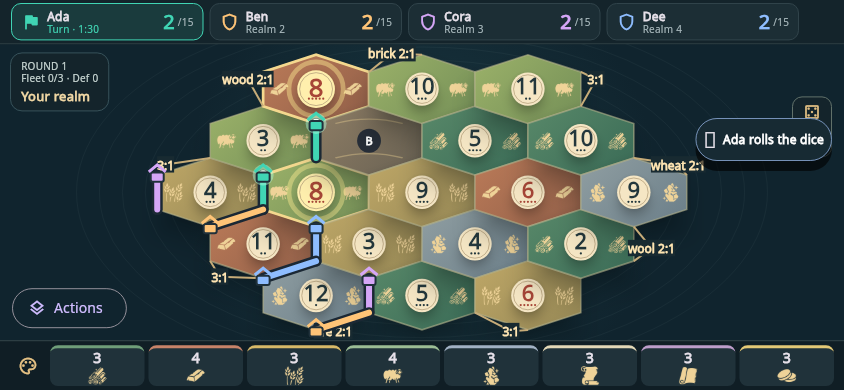 Ada
Turn · 1:30
2 /15
Ben
Realm 2
2 /15
Cora
Realm 3
2 /15
Dee
Realm 4
2 /15
ROUND 1
Fleet 0/3 · Def 0
Your realm
brick 2:1
wood 2:1
3:1
8
10
11
3
B
5
10
Ada rolls the dice
3:1
wheat 2:1
4
8
9
6
9
11
3
4
2
wool 2:1
3:1
12
5
6
e 2:1
3:1
Actions
3
4
3
4
3
3
3
3